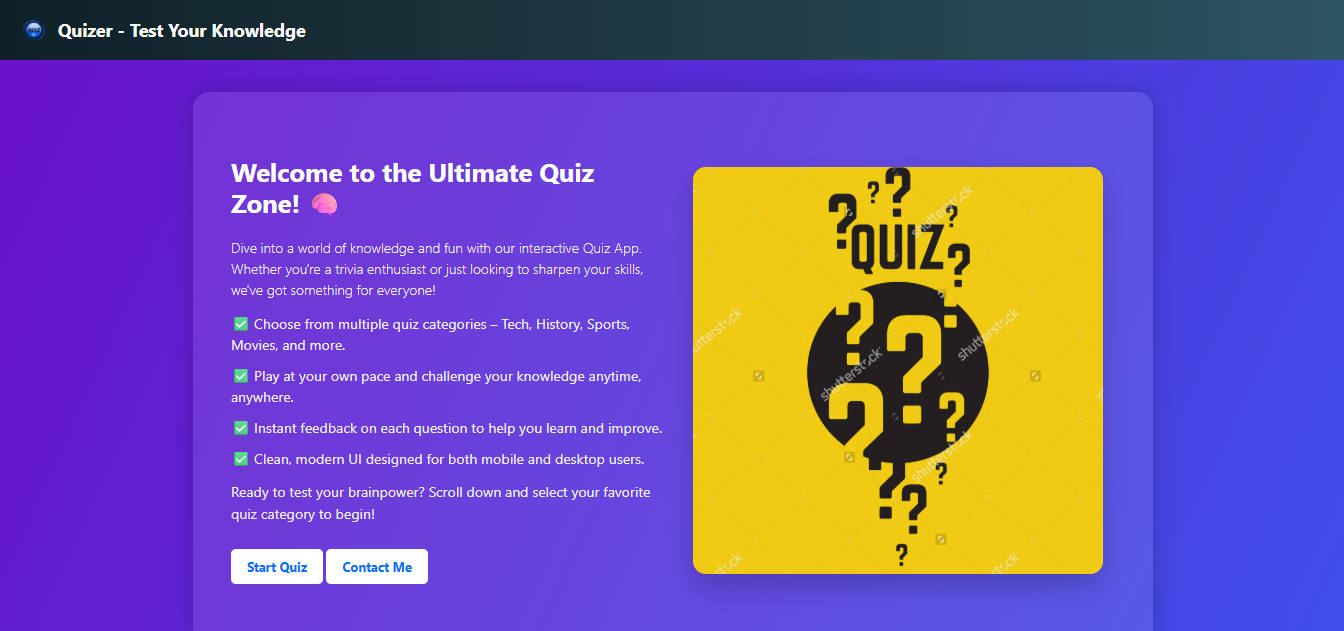 QUIZ
Quizer - Test Your Knowledge
Welcome to the Ultimate Quiz
Zone! 🧠
Dive into a world of knowledge and fun with our interactive Quiz App.
Whether you're a trivia enthusiast or just looking to sharpen your skills,
we've got something for everyone!
✅ Choose from multiple quiz categories – Tech, History, Sports,
Movies, and more.
✅ Play at your own pace and challenge your knowledge anytime,
anywhere.
✅ Instant feedback on each question to help you learn and improve.
✅ Clean, modern UI designed for both mobile and desktop users.
Ready to test your brainpower? Scroll down and select your favorite
quiz category to begin!
Start Quiz
Contact Me
? ? ? ?
QUIZ ?
? ?
? ?
? ?
? ?
?
shutterstock
shutterstock
shutterstock
shutterstock
shutterstock